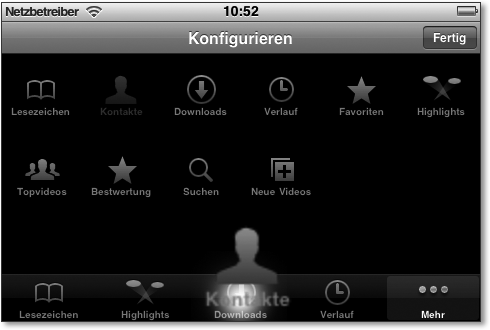 Netzbetreiber 10:52
Konfigurieren Fertig
Lesezeichen Kontakte Downloads Verlauf Favoriten Highlights
Topvideos Bestwertung Suchen Neue Videos
Kontakte
Lesezeichen Highlights Downloads Verlauf Mehr